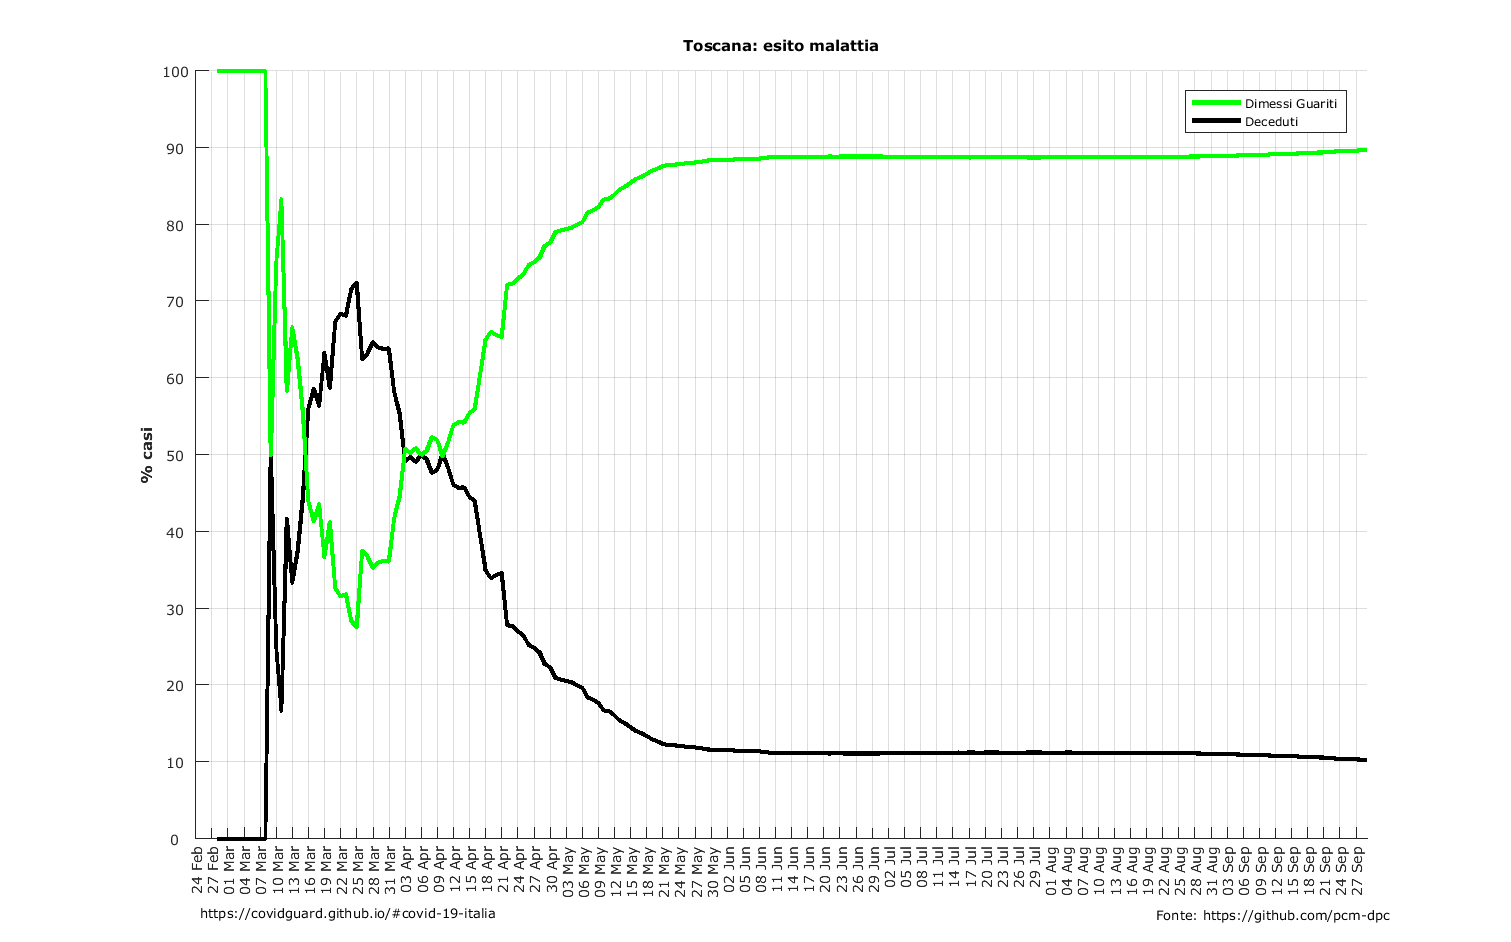 Toscana: esito malattia
Dimessi Guariti
Deceduti
% casi
100
90
80
70
60
50
40
30
20
10
0
24 Feb
27 Feb
01 Mar
04 Mar
07 Mar
10 Mar
13 Mar
16 Mar
19 Mar
22 Mar
25 Mar
28 Mar
31 Mar
03 Apr
06 Apr
09 Apr
12 Apr
15 Apr
18 Apr
21 Apr
24 Apr
27 Apr
30 Apr
03 May
06 May
09 May
12 May
15 May
18 May
21 May
24 May
27 May
30 May
02 Jun
05 Jun
08 Jun
11 Jun
14 Jun
17 Jun
20 Jun
23 Jun
26 Jun
29 Jun
02 Jul
05 Jul
08 Jul
11 Jul
14 Jul
17 Jul
20 Jul
23 Jul
26 Jul
29 Jul
01 Aug
04 Aug
07 Aug
10 Aug
13 Aug
16 Aug
19 Aug
22 Aug
25 Aug
28 Aug
31 Aug
03 Sep
06 Sep
09 Sep
12 Sep
15 Sep
18 Sep
21 Sep
24 Sep
27 Sep
https://covidguard.github.io/#covid-19-italia
Fonte: https://github.com/pcm-dpc